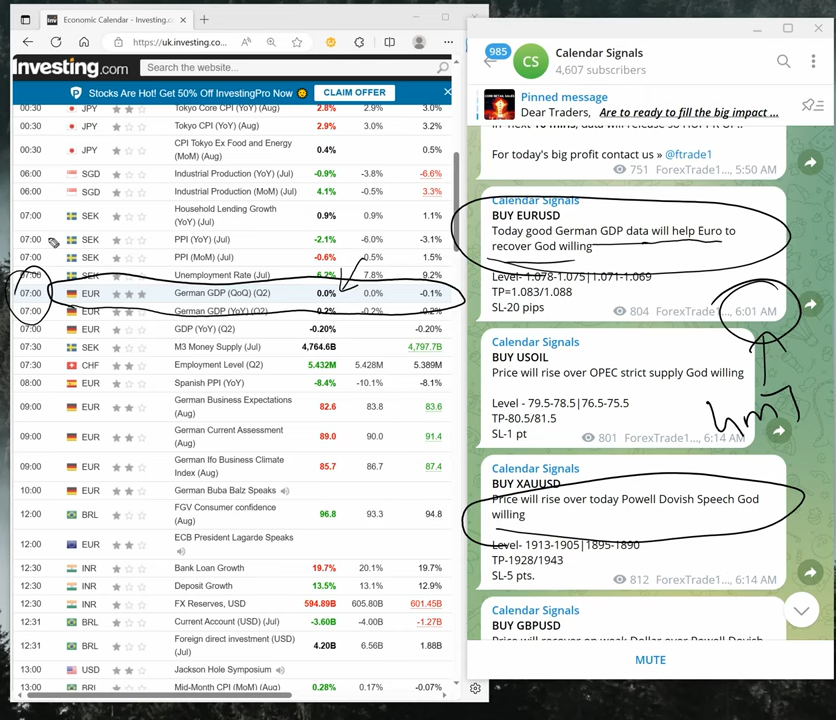 Economic Calendar - Investing.cc
https://uk.investing.co...
Investing.com
Search the website...
Stocks Are Hot! Get 50% Off InvestingPro Now
CLAIM OFFER
00:30 JPY Tokyo Core CPI (YoY) (Aug) 2.8% 2.9% 3.0%
00:30 JPY Tokyo CPI (YoY) (Aug) 2.9% 3.0% 3.2%
00:30 JPY CPI Tokyo Ex Food and Energy (MoM) (Aug) 0.4% 0.5%
06:00 SGD Industrial Production (YoY) (Jul) -0.9% -3.8% -6.6%
06:00 SGD Industrial Production (MoM) (Jul) 4.1% -0.5% 3.3%
07:00 SEK Household Lending Growth (YoY) (Jul) 0.9% 0.9% 1.1%
07:00 SEK PPI (YoY) (Jul) -2.1% -6.0% -3.1%
07:00 SEK PPI (MoM) (Jul) -0.6% 0.5% 1.5%
07:00 SEK Unemployment Rate (Jul) 6.2% 7.8% 9.2%
07:00 EUR German GDP (QoQ) (Q2) 0.0% 0.0% -0.1%
07:00 EUR German GDP (YoY) (Q2) -0.2% -0.2% -0.2%
07:00 EUR GDP (YoY) (Q2) -0.20% -0.20%
07:30 SEK M3 Money Supply (Jul) 4,764.6B 4,797.7B
07:30 CHF Employment Level (Q2) 5.432M 5.428M 5.389M
08:00 EUR Spanish PPI (YoY) -8.4% -10.1% -8.1%
09:00 EUR German Business Expectations (Aug) 82.6 83.8 83.6
09:00 EUR German Current Assessment (Aug) 89.0 90.0 91.4
09:00 EUR German Ifo Business Climate Index (Aug) 85.7 86.7 87.4
10:00 EUR German Buba Balz Speaks
12:00 BRL FGV Consumer confidence (Aug) 96.8 93.3 94.8
12:00 EUR ECB President Lagarde Speaks
12:30 INR Bank Loan Growth 19.7% 20.1% 19.7%
12:30 INR Deposit Growth 13.5% 13.1% 12.9%
12:30 INR FX Reserves, USD 594.89B 605.80B 601.45B
12:31 BRL Current Account (USD) (Jul) -3.60B -4.00B -1.27B
12:31 BRL Foreign direct investment (USD) (Jul) 4.20B 6.56B 1.88B
13:00 USD Jackson Hole Symposium
13:00 BRL Mid-Month CPI (MoM) (Aug) 0.28% 0.17% -0.07%
985
CS
Calendar Signals
4,607 subscribers
Pinned message
Dear Traders, Are to ready to fill the big impact ...
For today's big profit contact us » @ftrade1
751 ForexTrade1..., 5:50 AM
Calendar Signals
BUY EURUSD
Today good German GDP data will help Euro to
recover God willing
Level- 1.078-1.075|1.071-1.069
TP=1.083/1.088
SL-20 pips
804 ForexTrade1..., 6:01 AM
Calendar Signals
BUY USOIL
Price will rise over OPEC strict supply God willing
Level - 79.5-78.5|76.5-75.5
TP-80.5/81.5
SL-1 pt
801 ForexTrade1..., 6:14 AM
Calendar Signals
BUY XAUUSD
Price will rise over today Powell Dovish Speech God
willing
Level- 1913-1905|1895-1890
TP-1928/1943
SL-5 pts.
812 ForexTrade1..., 6:14 AM
Calendar Signals
BUY GBPUSD
Price will recover on weak Dollar over Powell Dovish
MUTE